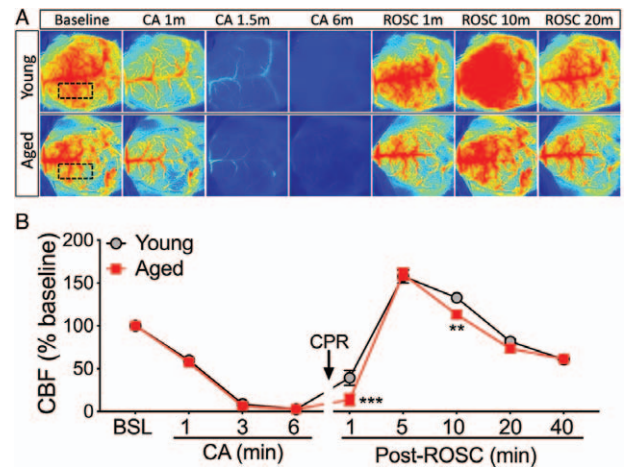 A
Baseline CA 1m CA 1.5m CA 6m ROSC 1m ROSC 10m ROSC 20m
Young
Aged
B
CBF (% baseline)
200
150
100
50
0
Young
Aged
CPR
**
***
BSL 1 3 6 1 5 10 20 40
CA (min) Post-ROSC (min)